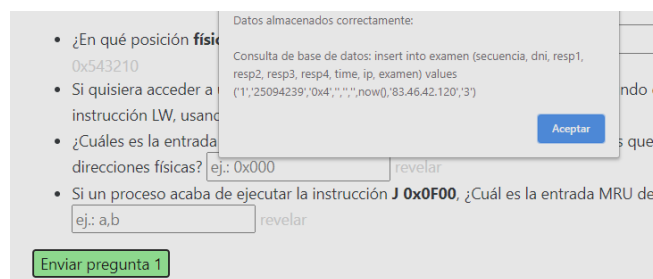 Datos almacenados correctamente:
• ¿En qué posición físic
0x543210
Consulta de base de datos: insert into examen (secuencia, dni, resp1,
resp2, resp3, resp4, time, ip, examen) values
('1','25094239','0x4','','','',now(),'83.46.42.120','3')
Aceptar
• Si quisiera acceder a ndo
instrucción LW, usand
• ¿Cuáles es la entrada s que
direcciones físicas? ej.: 0x000 revelar
• Si un proceso acaba de ejecutar la instrucción J 0x0F00, ¿Cuál es la entrada MRU de
ej.: a,b revelar
Enviar pregunta 1